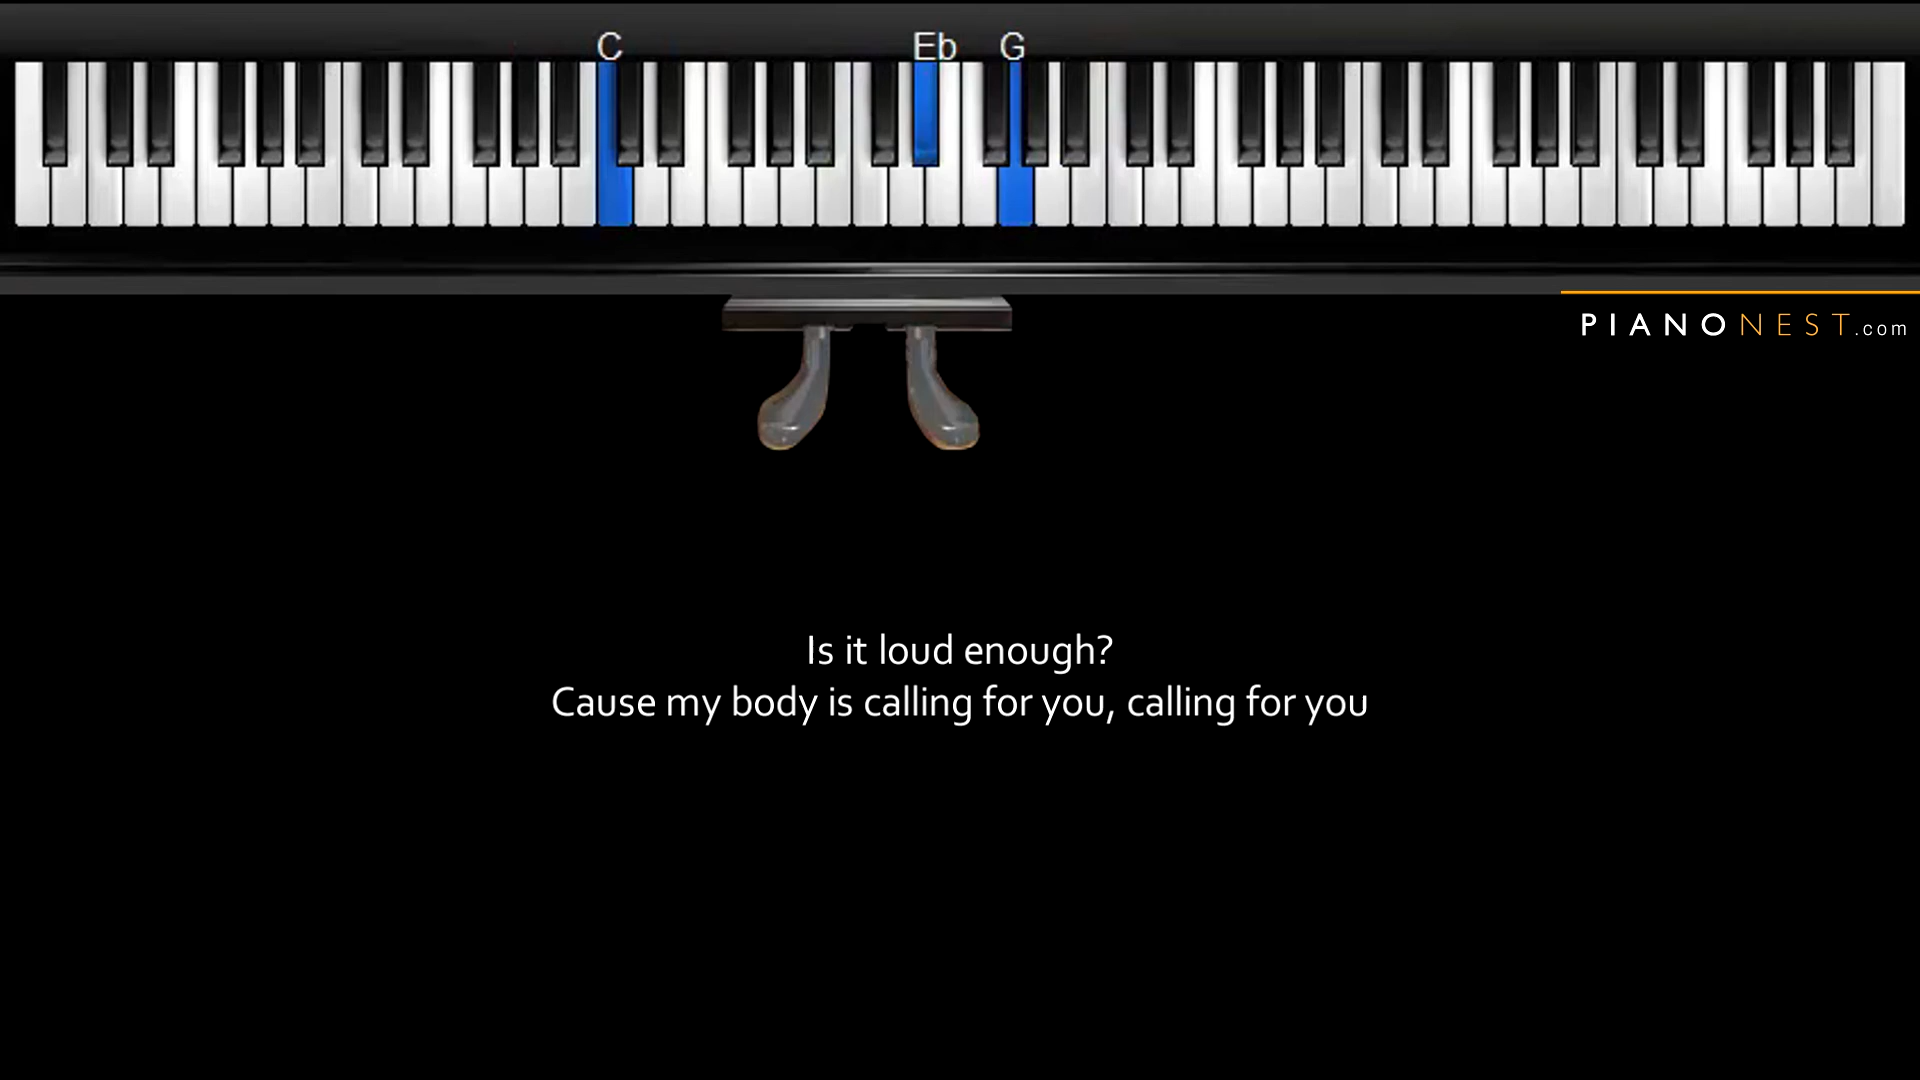 C Eb G
PIANONEST.com
Is it loud enough?
Cause my body is calling for you, calling for you